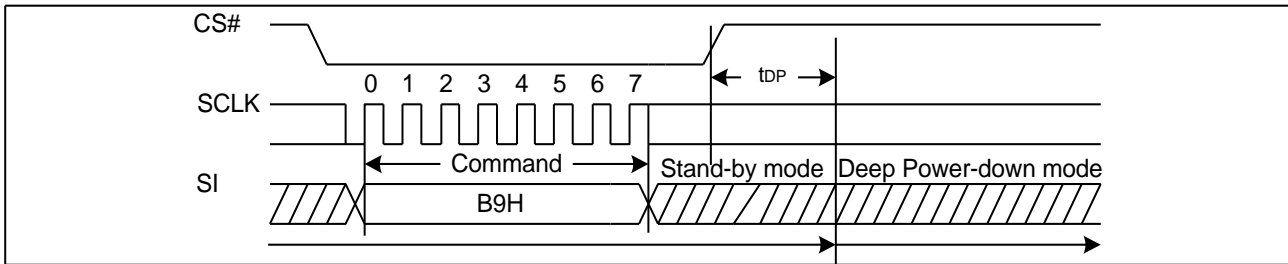 CS#
tDP
0 1 2 3 4 5 6 7
SCLK
Command
Stand-by mode Deep Power-down mode
SI
B9H